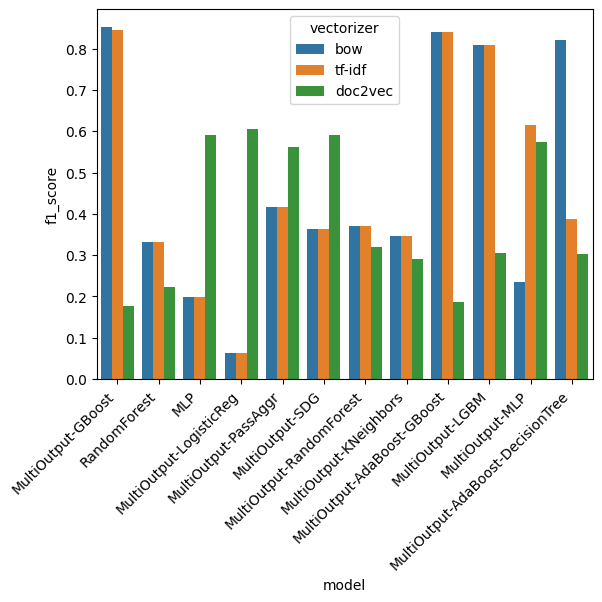 vectorizer
bow
tf-idf
doc2vec
f1_score
0.8
0.7
0.6
0.5
0.4
0.3
0.2
0.1
0.0
MultiOutput-GBoost
RandomForest
MLP
MultiOutput-LogisticReg
MultiOutput-PassAggr
MultiOutput-SDG
MultiOutput-RandomForest
MultiOutput-KNeighbors
MultiOutput-AdaBoost-GBoost
MultiOutput-LGBM
MultiOutput-MLP
MultiOutput-AdaBoost-DecisionTree
model